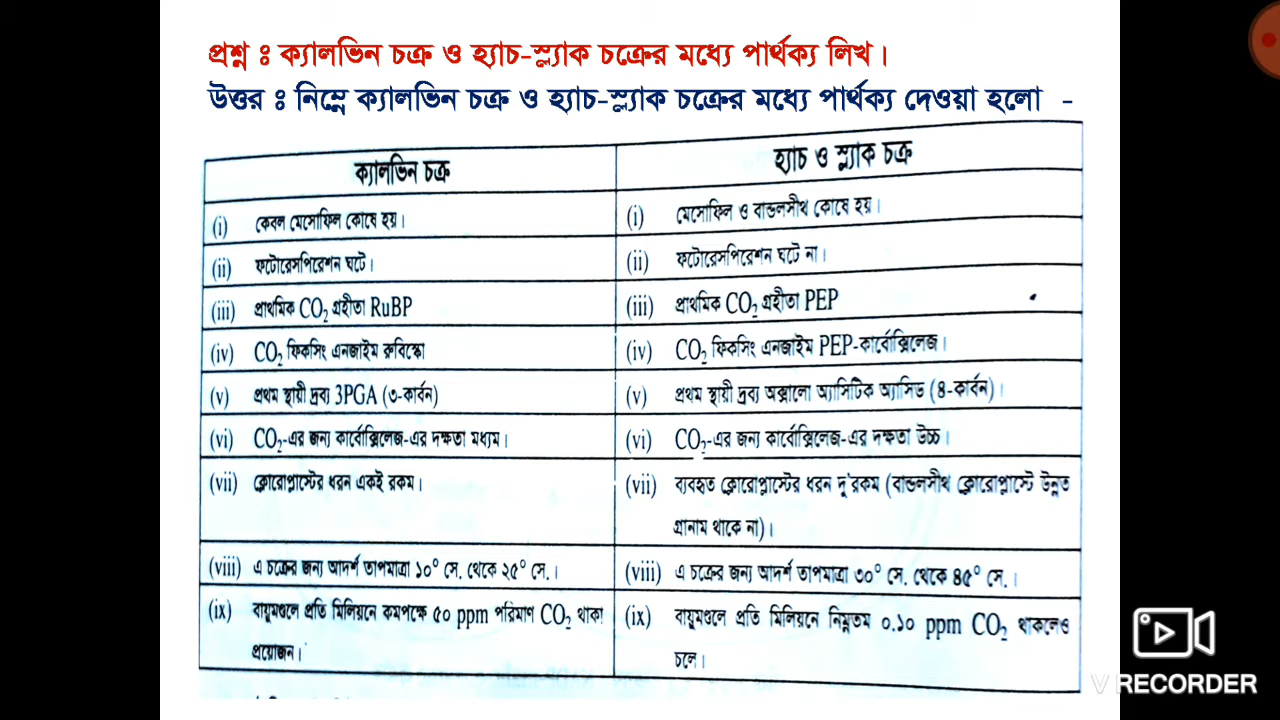 প্রশ্ন ঃ ক্যালভিন চক্র ও হ্যাচ-স্ল্যাক চক্রের মধ্যে পার্থক্য লিখ।
উত্তর ঃ নিম্নে ক্যালভিন চক্র ও হ্যাচ-স্ল্যাক চক্রের মধ্যে পার্থক্য দেওয়া হলো -
ক্যালভিন চক্র
হ্যাচ ও স্ল্যাক চক্র
(i) কেবল মেসোফিল কোষে হয়।
(i) মেসোফিল ও বান্ডলসীথ কোষে হয়।
(ii) ফটোরেসপিরেশন ঘটে।
(ii) ফটোরেসপিরেশন ঘটে না।
(iii) প্রাথমিক CO₂ গ্রহীতা RuBP
(iii) প্রাথমিক CO₂ গ্রহীতা PEP
(iv) CO₂ ফিকসিং এনজাইম রুবিস্কো
(iv) CO₂ ফিকসিং এনজাইম PEP-কার্বোক্সিলেজ।
(v) প্রথম স্থায়ী দ্রব্য 3PGA (৩-কার্বন)
(v) প্রথম স্থায়ী দ্রব্য অক্সালো অ্যাসিটিক অ্যাসিড (৪-কার্বন)।
(vi) CO₂-এর জন্য কার্বোক্সিলেজ-এর দক্ষতা মধ্যম।
(vi) CO₂-এর জন্য কার্বোক্সিলেজ-এর দক্ষতা উচ্চ।
(vii) ক্লোরোপ্লাস্টের ধরন একই রকম।
(vii) ব্যবহৃত ক্লোরোপ্লাস্টের ধরন দু'রকম (বান্ডলসীথ ক্লোরোপ্লাস্টে উন্নত
গ্রানাম থাকে না)।
(viii) এ চক্রের জন্য আদর্শ তাপমাত্রা ১০° সে. থেকে ২৫° সে.।
(viii) এ চক্রের জন্য আদর্শ তাপমাত্রা ৩০° সে. থেকে ৪৫° সে.।
(ix) বায়ুমণ্ডলে প্রতি মিলিয়নে কমপক্ষে ৫০ ppm পরিমাণ CO₂ থাকা
প্রয়োজন।
(ix) বায়ুমণ্ডলে প্রতি মিলিয়নে নিম্নতম ০.১০ ppm CO₂ থাকলেও
চলে।
V RECORDER